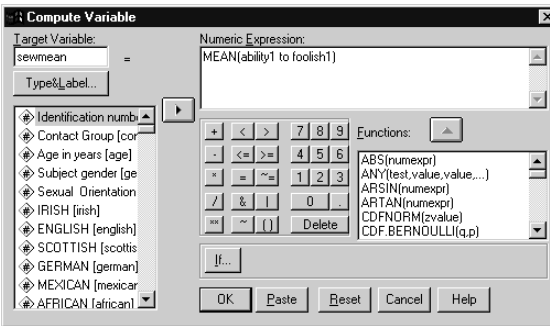 Compute Variable
Target Variable:
sewmean
=
Type&Label...
Numeric Expression:
MEAN(ability1 to foolish1)
Identification numbe
Contact Group [cor
Age in years [age]
Subject gender [ge
Sexual Orientation
IRISH [irish]
ENGLISH [english]
SCOTTISH [scottis
GERMAN [german]
MEXICAN [mexicar
AFRICAN [african]
+ < > 7 8 9
- <= >= 4 5 6
* = ~= 1 2 3
/ & | 0 .
** ~ () Delete
Functions:
ABS(numexpr)
ANY(test,value,value,...)
ARSIN(numexpr)
ARTAN(numexpr)
CDFNORM(zvalue)
CDF.BERNOULLI(q,p)
If...
OK Paste Reset Cancel Help